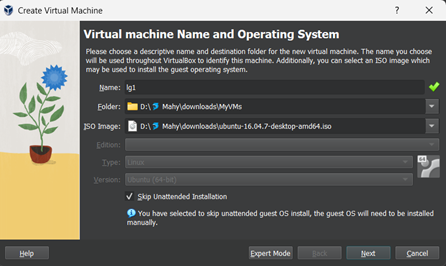 Create Virtual Machine
Virtual machine Name and Operating System
Please choose a descriptive name and destination folder for the new virtual machine. The name you choose
will be used throughout VirtualBox to identify this machine. Additionally, you can select an ISO image which
may be used to install the guest operating system.
Name: lg1
Folder: D:\ Mahy\downloads\MyVMs
ISO Image: D:\ Mahy\downloads\ubuntu-16.04.7-desktop-amd64.iso
Edition:
Type: Linux
Version: Ubuntu (64-bit)
64
Skip Unattended Installation
You have selected to skip unattended guest OS install, the guest OS will need to be installed
manually.
Help Expert Mode Back Next Cancel